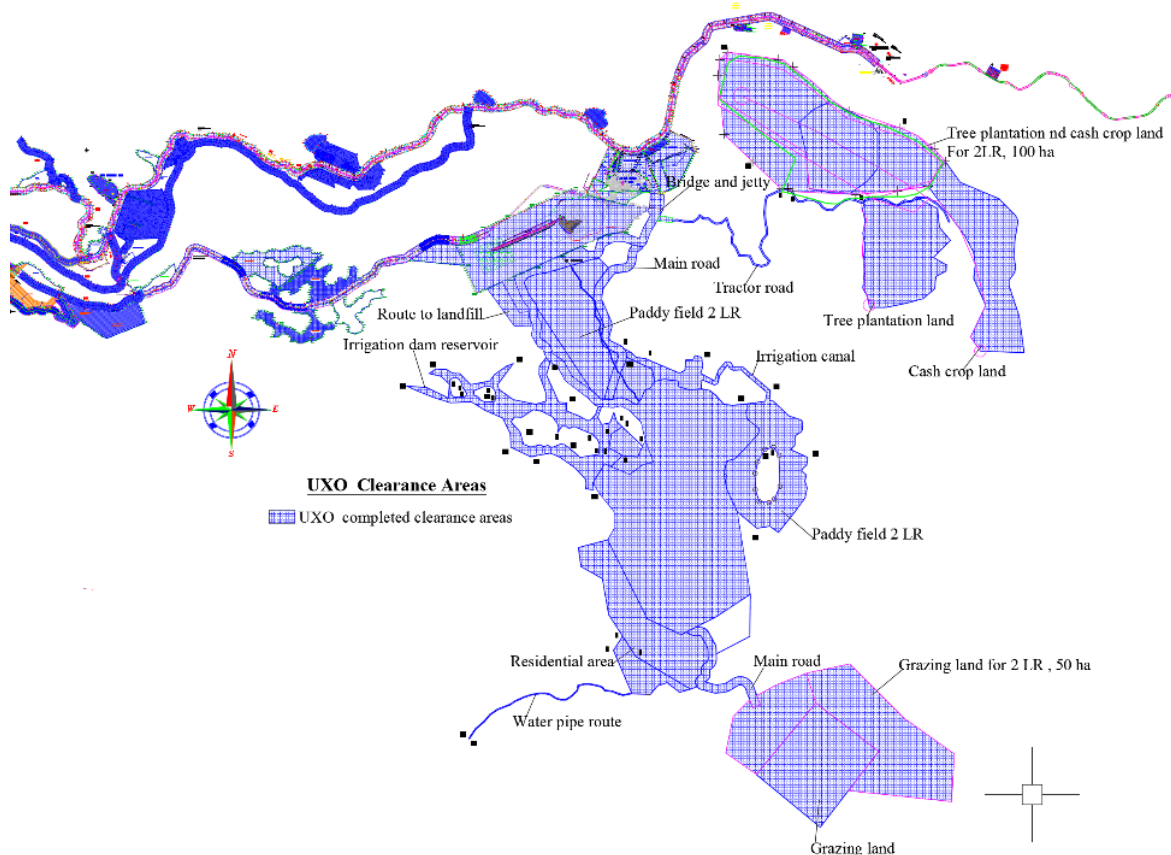 Tree plantation nd cash crop land
For 2LR, 100 ha
Bridge and jetty
Main road
Tractor road
Route to landfill
Paddy field 2 LR
Tree plantation land
Irrigation dam reservoir
Irrigation canal
Cash crop land
N
W
E
S
UXO Clearance Areas
UXO completed clearance areas
Paddy field 2 LR
Residential area
Main road
Grazing land for 2 LR , 50 ha
Water pipe route
Grazing land